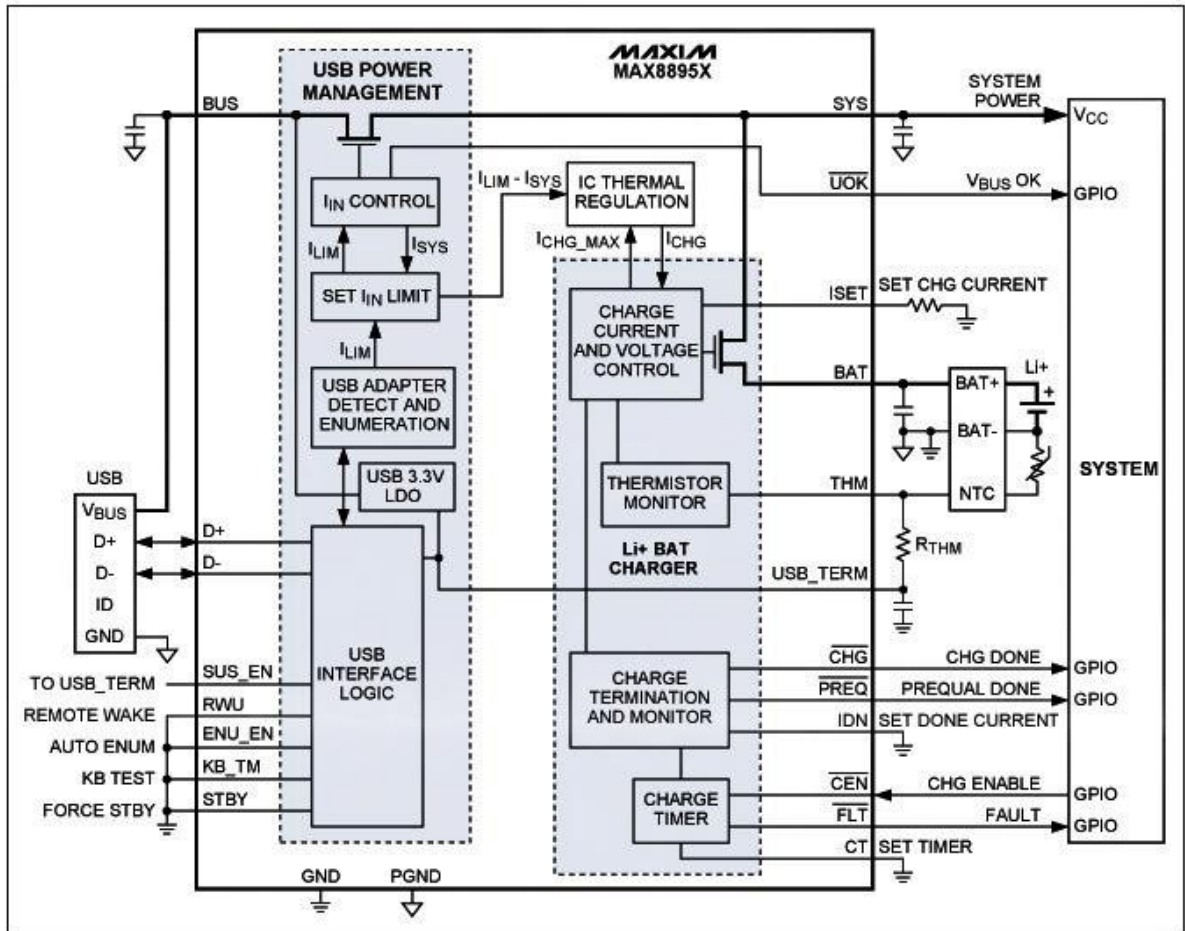 MAXIM
MAX8895X
USB POWER
MANAGEMENT
BUS
SYS
SYSTEM
POWER
VCC
IIN CONTROL
ILIM - ISYS
IC THERMAL
REGULATION
UOK
VBUS OK
GPIO
ILIM
ISYS
ICHG_MAX
ICHG
SET IIN LIMIT
ISET
SET CHG CURRENT
CHARGE
CURRENT
AND VOLTAGE
CONTROL
ILIM
USB ADAPTER
DETECT AND
ENUMERATION
BAT
BAT+
Li+
+
BAT-
NTC
SYSTEM
USB 3.3V
LDO
THERMISTOR
MONITOR
THM
RTHM
Li+ BAT
CHARGER
USB_TERM
USB
VBUS
D+
D-
ID
GND
D+
D-
USB
INTERFACE
LOGIC
TO USB_TERM
SUS_EN
REMOTE WAKE
RWU
AUTO ENUM
ENU_EN
KB TEST
KB_TM
FORCE STBY
STBY
CHARGE
TERMINATION
AND MONITOR
CHG
CHG DONE
GPIO
PREQ
PREQUAL DONE
GPIO
IDN
SET DONE CURRENT
CHARGE
TIMER
CEN
CHG ENABLE
GPIO
FLT
FAULT
GPIO
CT
SET TIMER
GND
PGND